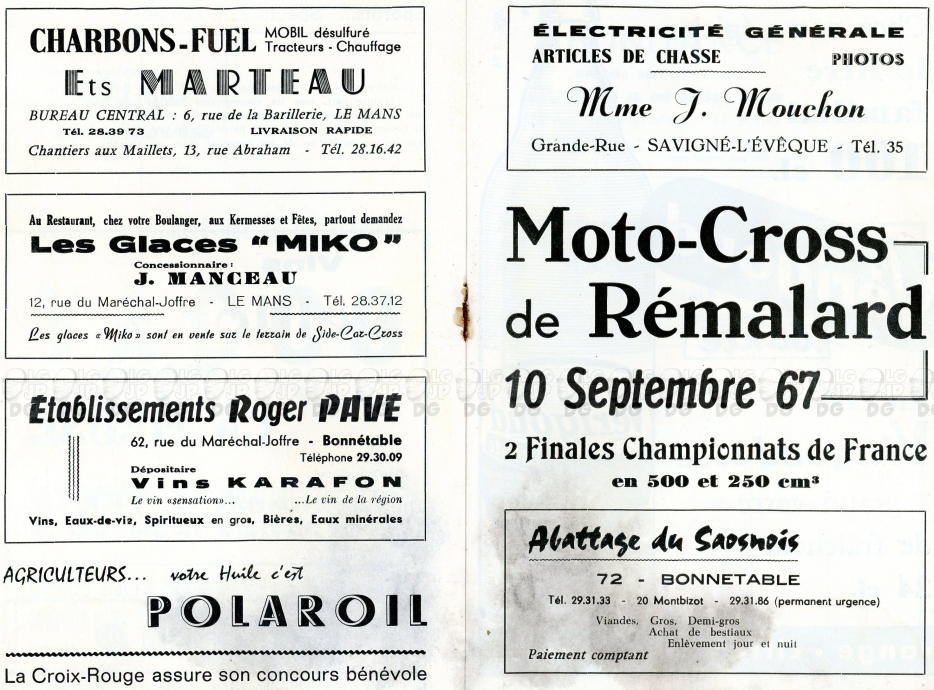 CHARBONS-FUEL MOBIL désulfuré
Tracteurs - Chauffage
Ets MARTEAU
BUREAU CENTRAL : 6, rue de la Barillerie, LE MANS
Tél. 28.39 73 LIVRAISON RAPIDE
Chantiers aux Maillets, 13, rue Abraham - Tél. 28.16.42
Au Restaurant, chez votre Boulanger, aux Kermesses et Fêtes, partout demandez
Les Glaces “ MIKO ”
Concessionnaire :
J. MANCEAU
12, rue du Maréchal-Joffre - LE MANS - Tél. 28.37.12
Les glaces « Miko » sont en vente sur le terrain de Side-Car-Cross
Etablissements Roger PAVÉ
62, rue du Maréchal-Joffre - Bonnétable
Téléphone 29.30.09
Dépositaire
Vins KARAFON
Le vin «sensation»... ...Le vin de la région
Vins, Eaux-de-viz, Spiritueux en gros, Bières, Eaux minérales
AGRICULTEURS... votre Huile c'est
POLAROIL
La Croix-Rouge assure son concours bénévole
ÉLECTRICITÉ GÉNÉRALE
ARTICLES DE CHASSE PHOTOS
Mme J. Mouchon
Grande-Rue - SAVIGNÉ-L'ÉVÊQUE - Tél. 35
Moto-Cross
de Rémalard
10 Septembre 67
2 Finales Championnats de France
en 500 et 250 cm³
Abattage du Saosnois
72 - BONNETABLE
Tél. 29.31.33 - 20 Montbizot - 29.31.86 (permanent urgence)
Viandes, Gros, Demi-gros
Achat de bestiaux
Enlèvement jour et nuit
Paiement comptant